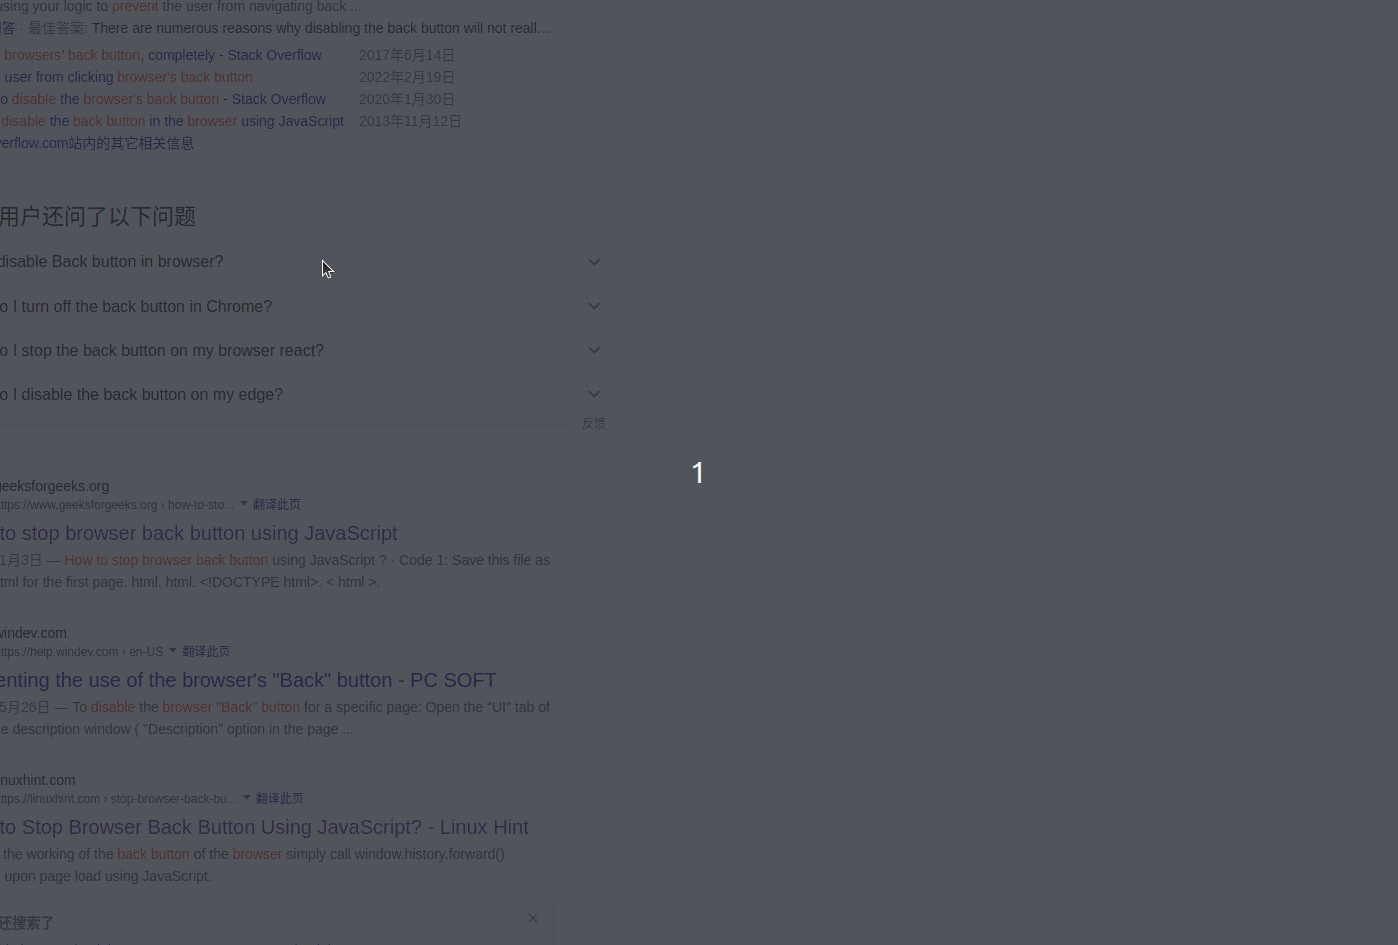 using your logic to prevent the user from navigating back ...
答 · 最佳答案: There are numerous reasons why disabling the back button will not reall...
browsers' back button, completely - Stack Overflow 2017年6月14日
user from clicking browser's back button 2022年2月19日
o disable the browser's back button - Stack Overflow 2020年1月30日
disable the back button in the browser using JavaScript 2013年11月12日
erflow.com站内的其它相关信息
用户还问了以下问题
disable Back button in browser?
o I turn off the back button in Chrome?
o I stop the back button on my browser react?
o I disable the back button on my edge?
反馈
1
geeksforgeeks.org
ttps://www.geeksforgeeks.org › how-to-sto... 翻译此页
to stop browser back button using JavaScript
1月3日 — How to stop browser back button using JavaScript ? · Code 1: Save this file as
tml for the first page. html. html. <!DOCTYPE html>. < html >.
windev.com
ttps://help.windev.com › en-US 翻译此页
enting the use of the browser's "Back" button - PC SOFT
5月26日 — To disable the browser "Back" button for a specific page: Open the "UI" tab of
e description window ( "Description" option in the page ...
nuxhint.com
ttps://linuxhint.com › stop-browser-back-bu... 翻译此页
to Stop Browser Back Button Using JavaScript? - Linux Hint
the working of the back button of the browser simply call window.history.forward()
upon page load using JavaScript.
还搜索了